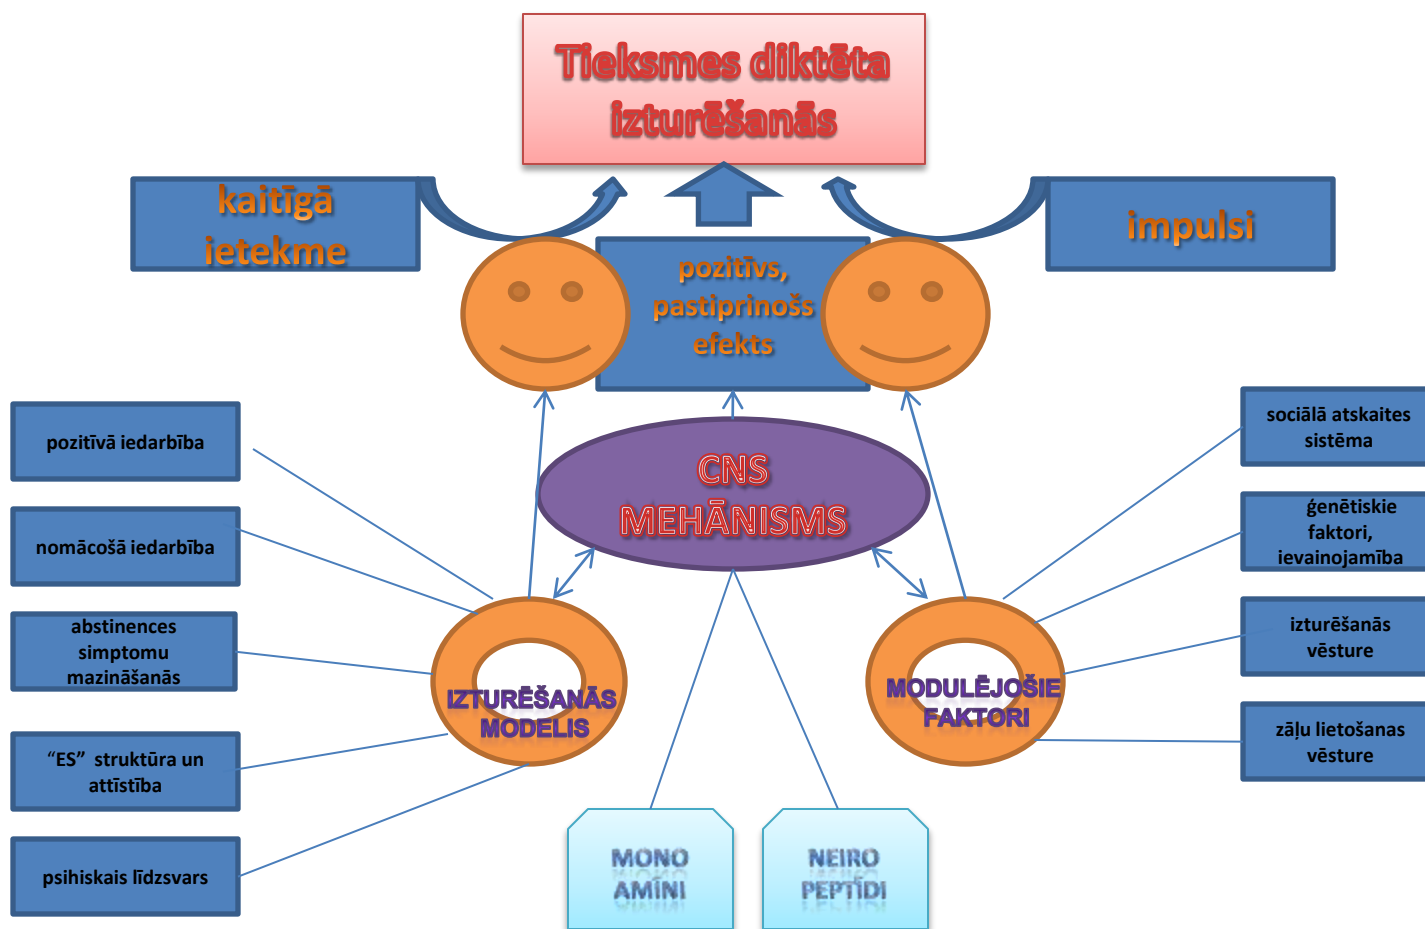 Tieksmes diktēta
izturēšanās
kaitīgā
ietekme
impulsi
pozitīvs,
pastiprinošs
efekts
CNS
MEHĀNISMS
pozitīvā iedarbība
nomācošā iedarbība
abstinences
simptomu
mazināšanās
“ES” struktūra un
attīstība
psihiskais līdzsvars
IZTURĒŠANĀS
MODELIS
MODULĒJOŠIE
FAKTORI
sociālā atskaites
sistēma
ģenētiskie
faktori,
ievainojamība
izturēšanās
vēsture
zāļu lietošanas
vēsture
MONO
AMĪNI
NEIRO
PEPTĪDI